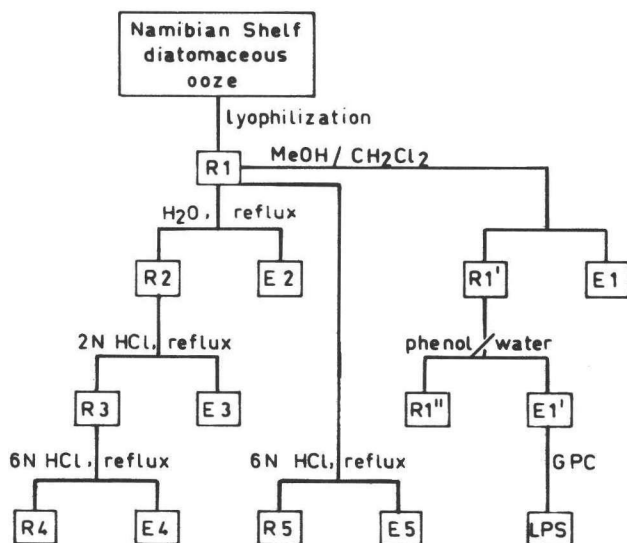 Namibian Shelf
diatomaceous
ooze
lyophilization
MeOH / CH2Cl2
R1
H2O, reflux
R2
E2
R1'
E1
2N HCl, reflux
phenol / water
R3
E3
R1"
E1'
6N HCl, reflux
6N HCl, reflux
GPC
R4
E4
R5
E5
LPS